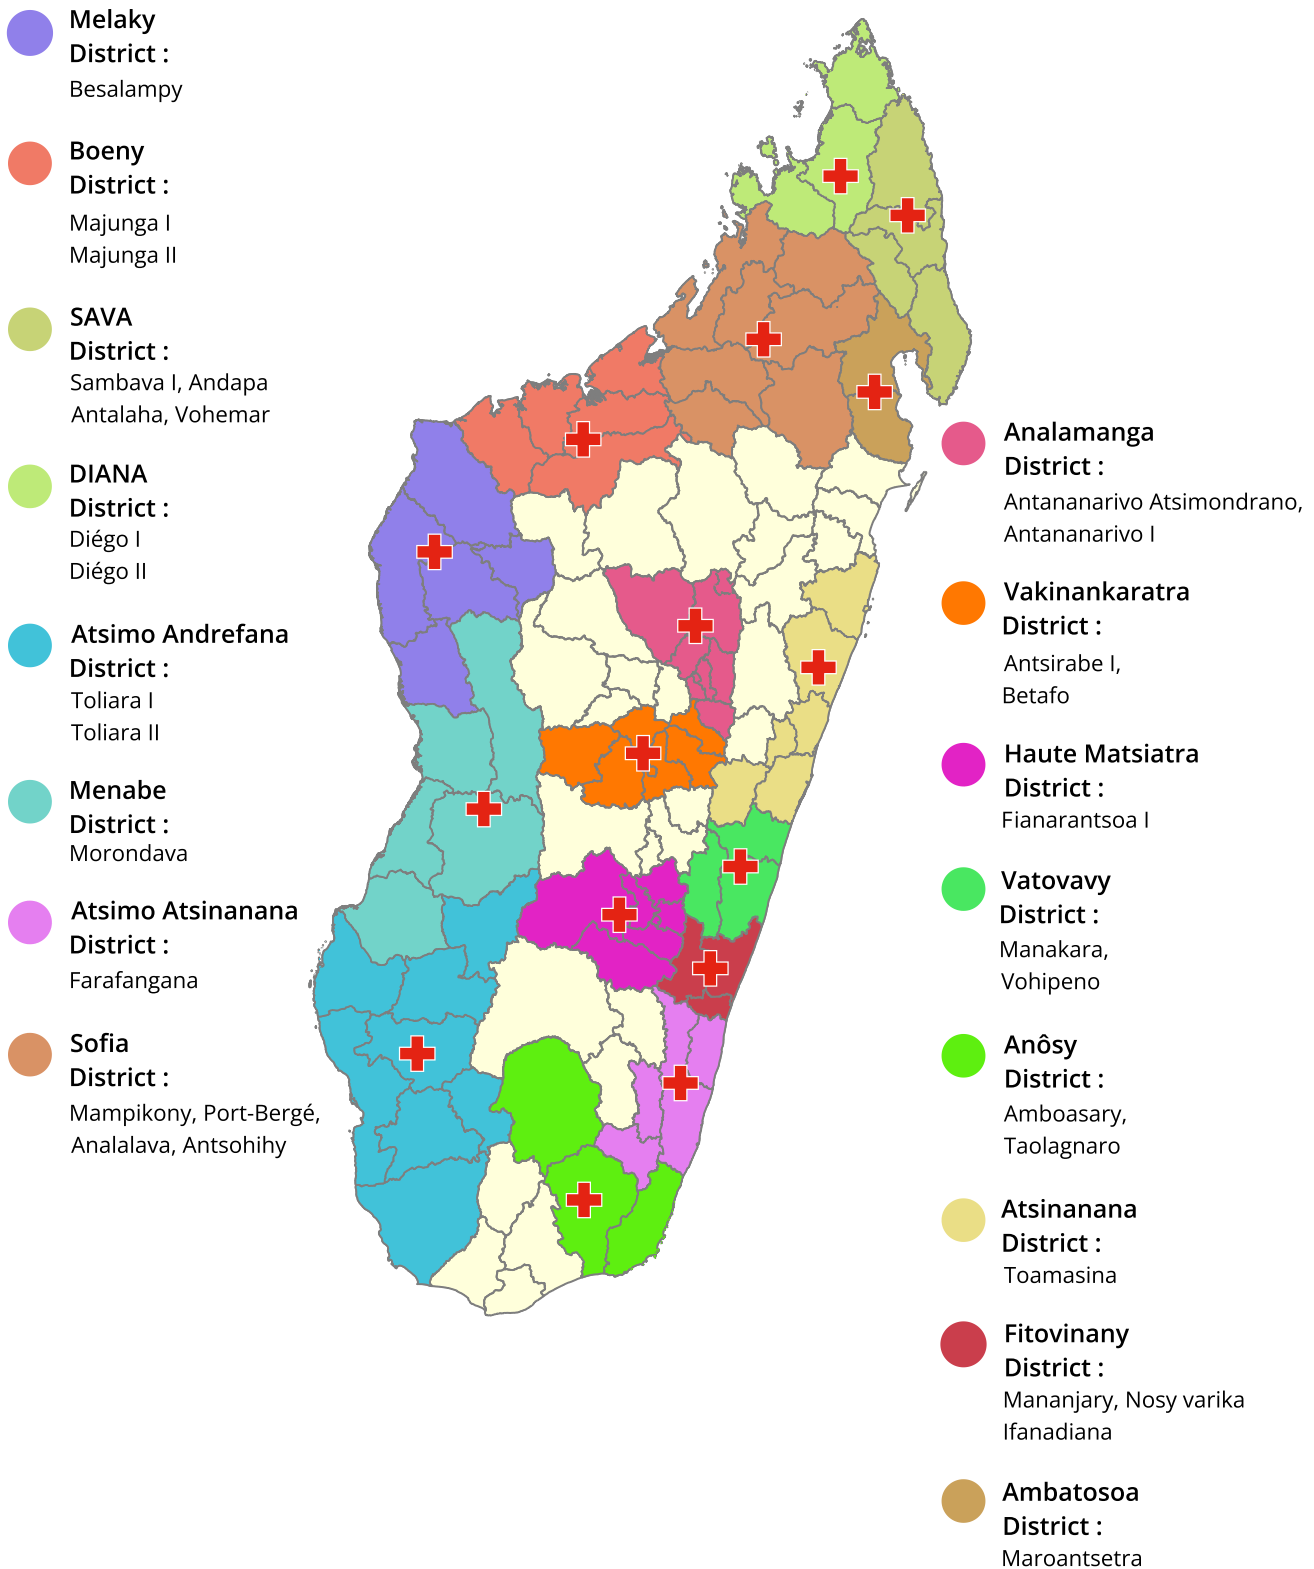 Melaky
District :
Besalampy
Boeny
District :
Majunga I
Majunga II
SAVA
District :
Sambava I, Andapa
Antalaha, Vohemar
DIANA
District :
Diégo I
Diégo II
Atsimo Andrefana
District :
Toliara I
Toliara II
Menabe
District :
Morondava
Atsimo Atsinanana
District :
Farafangana
Sofia
District :
Mampikony, Port-Bergé,
Analalava, Antsohihy
Analamanga
District :
Antananarivo Atsimondrano,
Antananarivo I
Vakinankaratra
District :
Antsirabe I,
Betafo
Haute Matsiatra
District :
Fianarantsoa I
Vatovavy
District :
Manakara,
Vohipeno
Anôsy
District :
Amboasary,
Taolagnaro
Atsinanana
District :
Toamasina
Fitovinany
District :
Mananjary, Nosy varika
Ifanadiana
Ambatosoa
District :
Maroantsetra